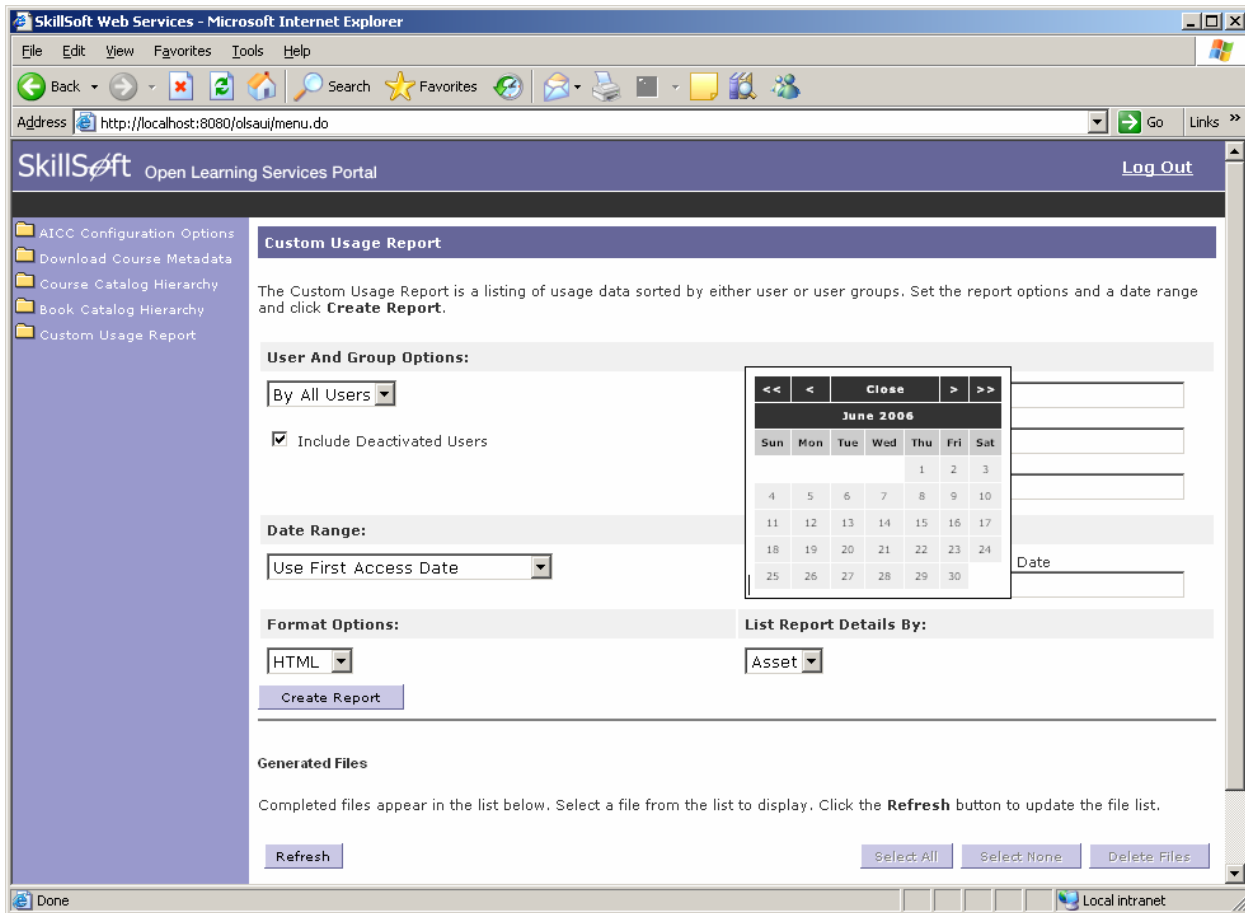 SkillSoft Web Services - Microsoft Internet Explorer
File Edit View Favorites Tools Help
Back Search Favorites
Address http://localhost:8080/olsaui/menu.do Go Links »
SkillSoft Open Learning Services Portal Log Out
AICC Configuration Options
Download Course Metadata
Course Catalog Hierarchy
Book Catalog Hierarchy
Custom Usage Report
Custom Usage Report
The Custom Usage Report is a listing of usage data sorted by either user or user groups. Set the report options and a date range
and click Create Report.
User And Group Options:
By All Users
Include Deactivated Users
<< < Close > >>
June 2006
Sun Mon Tue Wed Thu Fri Sat
1 2 3
4 5 6 7 8 9 10
11 12 13 14 15 16 17
18 19 20 21 22 23 24
25 26 27 28 29 30
Date Range:
Use First Access Date
Date
Format Options:
HTML
List Report Details By:
Asset
Create Report
Generated Files
Completed files appear in the list below. Select a file from the list to display. Click the Refresh button to update the file list.
Refresh Select All Select None Delete Files
Done Local intranet